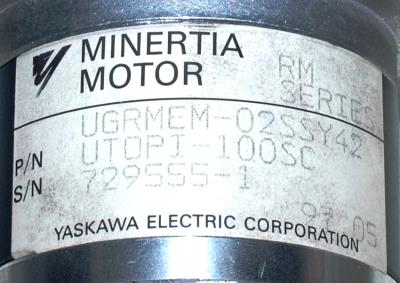 MINERTIA
MOTOR
RM
SERIES
UGRMEM-02SSY42
P/N UTOPI-100SC
S/N 729555-1
97 05
YASKAWA ELECTRIC CORPORATION